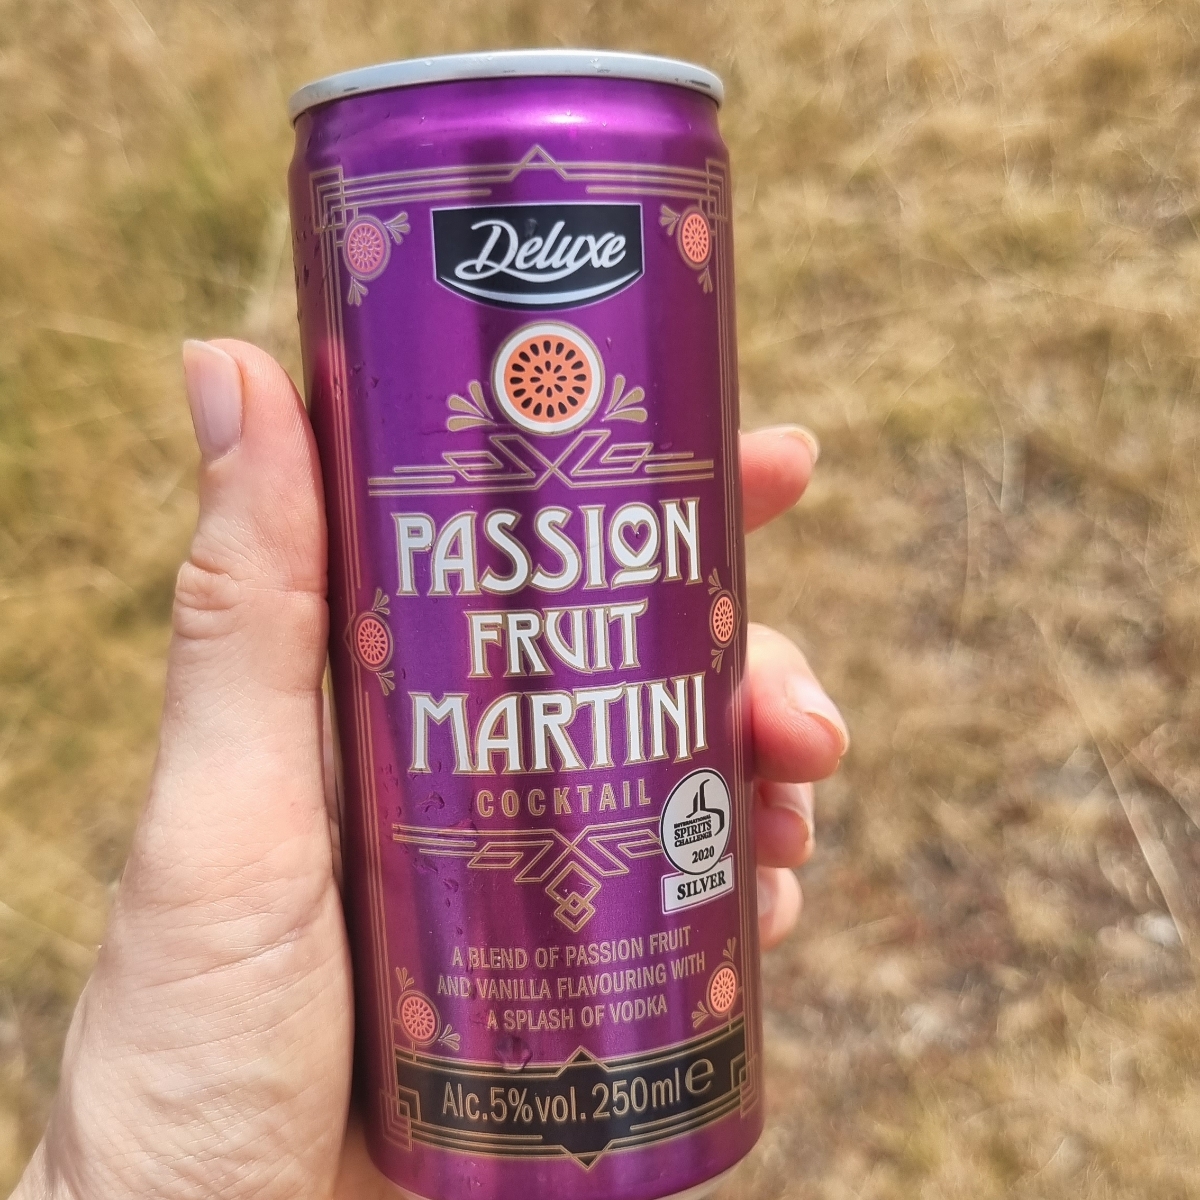 Deluxe
PASSION
FRUIT
MARTINI
COCKTAIL
INTERNATIONAL
SPIRITS
CHALLENGE
2020
SILVER
A BLEND OF PASSION FRUIT
AND VANILLA FLAVOURING WITH
A SPLASH OF VODKA
Alc.5%vol. 250ml e